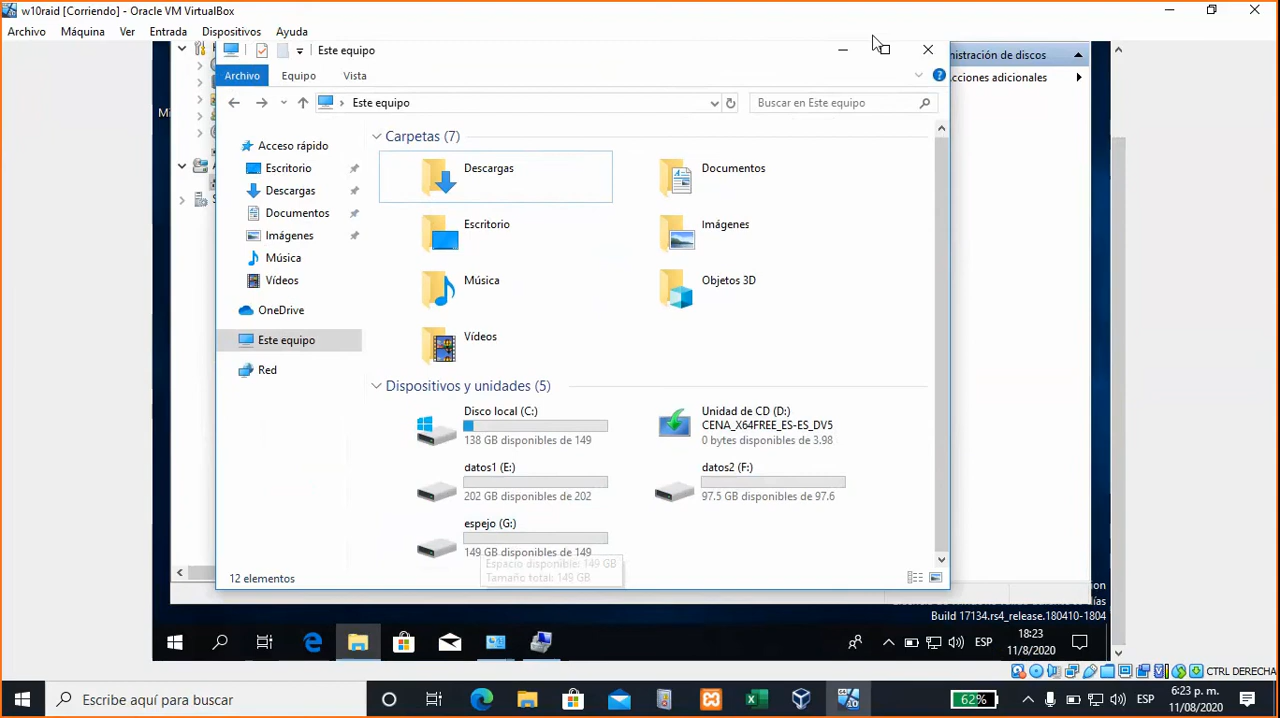 w10raid [Corriendo] - Oracle VM VirtualBox
Archivo Máquina Ver Entrada Dispositivos Ayuda
Este equipo
ministración de discos
Archivo Equipo Vista
cciones adicionales
Este equipo
Buscar en Este equipo
Mi
Carpetas (7)
Acceso rápido
Escritorio
Descargas
Documentos
Imágenes
Música
Vídeos
OneDrive
Este equipo
Red
Descargas
Documentos
Escritorio
Imágenes
Música
Objetos 3D
Vídeos
Dispositivos y unidades (5)
Disco local (C:)
138 GB disponibles de 149
Unidad de CD (D:)
CENA_X64FREE_ES-ES_DV5
0 bytes disponibles de 3.98
datos1 (E:)
202 GB disponibles de 202
datos2 (F:)
97.5 GB disponibles de 97.6
espejo (G:)
149 GB disponibles de 149
Espacio disponible: 149 GB
Tamaño total: 149 GB
12 elementos
Build 17134.rs4_release.180410-1804
ESP
18:23
11/8/2020
CTRL DERECHA
Escribe aquí para buscar
62%
ESP
6:23 p. m.
11/08/2020